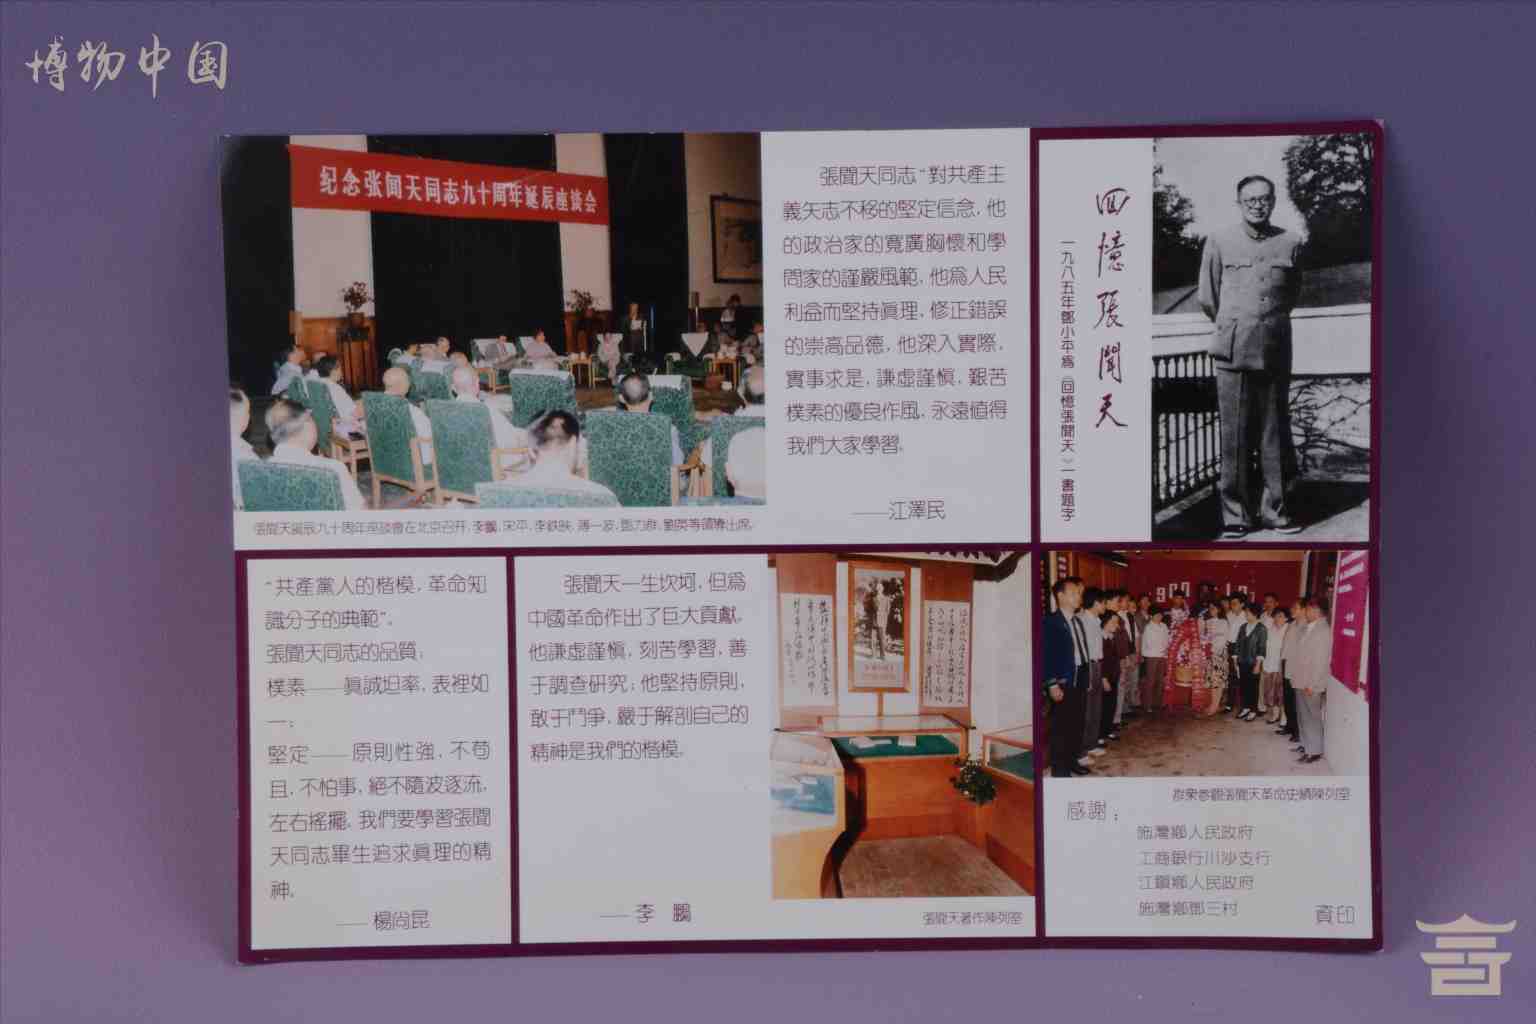 博物中国
纪念张闻天同志九十周年诞辰座谈会
張聞天誕辰九十周年座談會在北京召开，李鵬，宋平，李鉄映，薄一波，鄧力群，劉英等領導出席。
張聞天同志“對共產主
義矢志不移的堅定信念，他
的政治家的寬廣胸懷和學
問家的謹嚴風範，他爲人民
利益而堅持眞理、修正錯誤
的崇高品德，他深入實際，
實事求是，謙虛謹慎，艱苦
樸素的優良作風，永遠值得
我們大家學習。
——江澤民
回憶張聞天
一九八五年鄧小平爲《回憶張聞天》一書題字
“共產黨人的楷模，革命知
識分子的典範”。
張聞天同志的品質：
樸素——眞誠坦率，表裡如
一；
堅定——原則性強，不苟
且，不怕事，絕不隨波逐流，
左右搖擺。我們要學習張聞
天同志畢生追求眞理的精
神。
——楊尚昆
張聞天一生坎坷，但爲
中國革命作出了巨大貢獻。
他謙虛謹慎，刻苦學習，善
于調查研究；他堅持原則，
敢于鬥爭，嚴于解剖自己的
精神是我們的楷模。
——李 鵬
張聞天著作陳列室
1900
群衆參觀張聞天革命史績陳列室
感謝：
施灣鄉人民政府
工商銀行川沙支行
江鎮鄉人民政府
施灣鄉鄧三村
資印